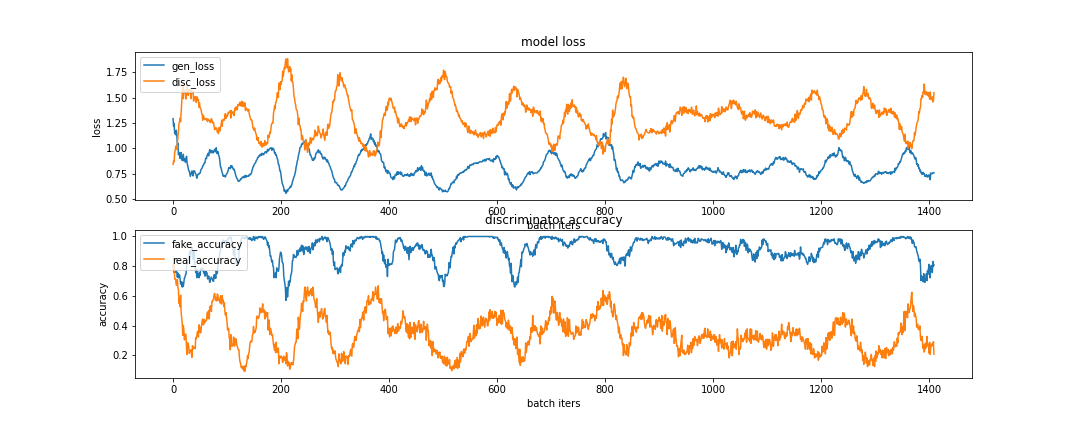 model loss
gen_loss
disc_loss
loss
1.75
1.50
1.25
1.00
0.75
0.50
0 200 400 600 800 1000 1200 1400
batch iters
discriminator accuracy
fake_accuracy
real_accuracy
accuracy
1.0
0.8
0.6
0.4
0.2
0 200 400 600 800 1000 1200 1400
batch iters